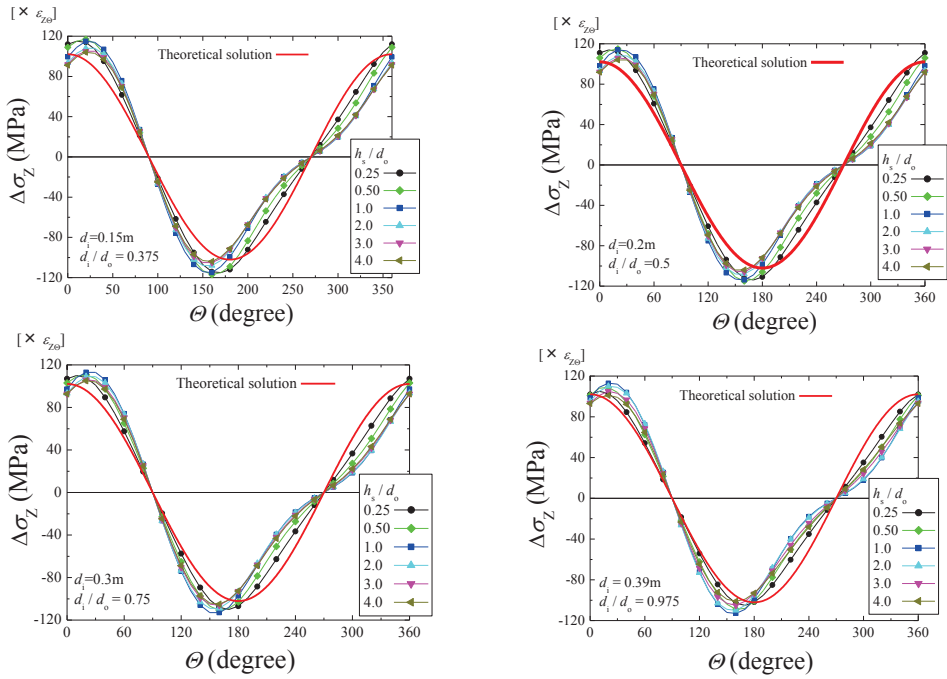 [× εZΘ]
120
80
40
0
-40
-80
-120
ΔσZ (MPa)
Theoretical solution
hs/do
0.25
0.50
1.0
2.0
3.0
4.0
di=0.15m
di/do = 0.375
0 50 100 150 200 250 300 350
Θ (degree)
[× εZΘ]
120
80
40
0
-40
-80
-120
ΔσZ (MPa)
Theoretical solution
hs/do
0.25
0.50
1.0
2.0
3.0
4.0
di=0.2m
di/do = 0.5
0 60 120 180 240 300 360
Θ (degree)
[× εZΘ]
120
80
40
0
-40
-80
-120
ΔσZ (MPa)
Theoretical solution
hs/do
0.25
0.50
1.0
2.0
3.0
4.0
di=0.3m
di/do = 0.75
0 60 120 180 240 300 360
Θ (degree)
[× εZΘ]
120
80
40
0
-40
-80
-120
ΔσZ (MPa)
Theoretical solution
hs/do
0.25
0.50
1.0
2.0
3.0
4.0
di = 0.39m
di/do = 0.975
0 60 120 180 240 300 360
Θ (degree)